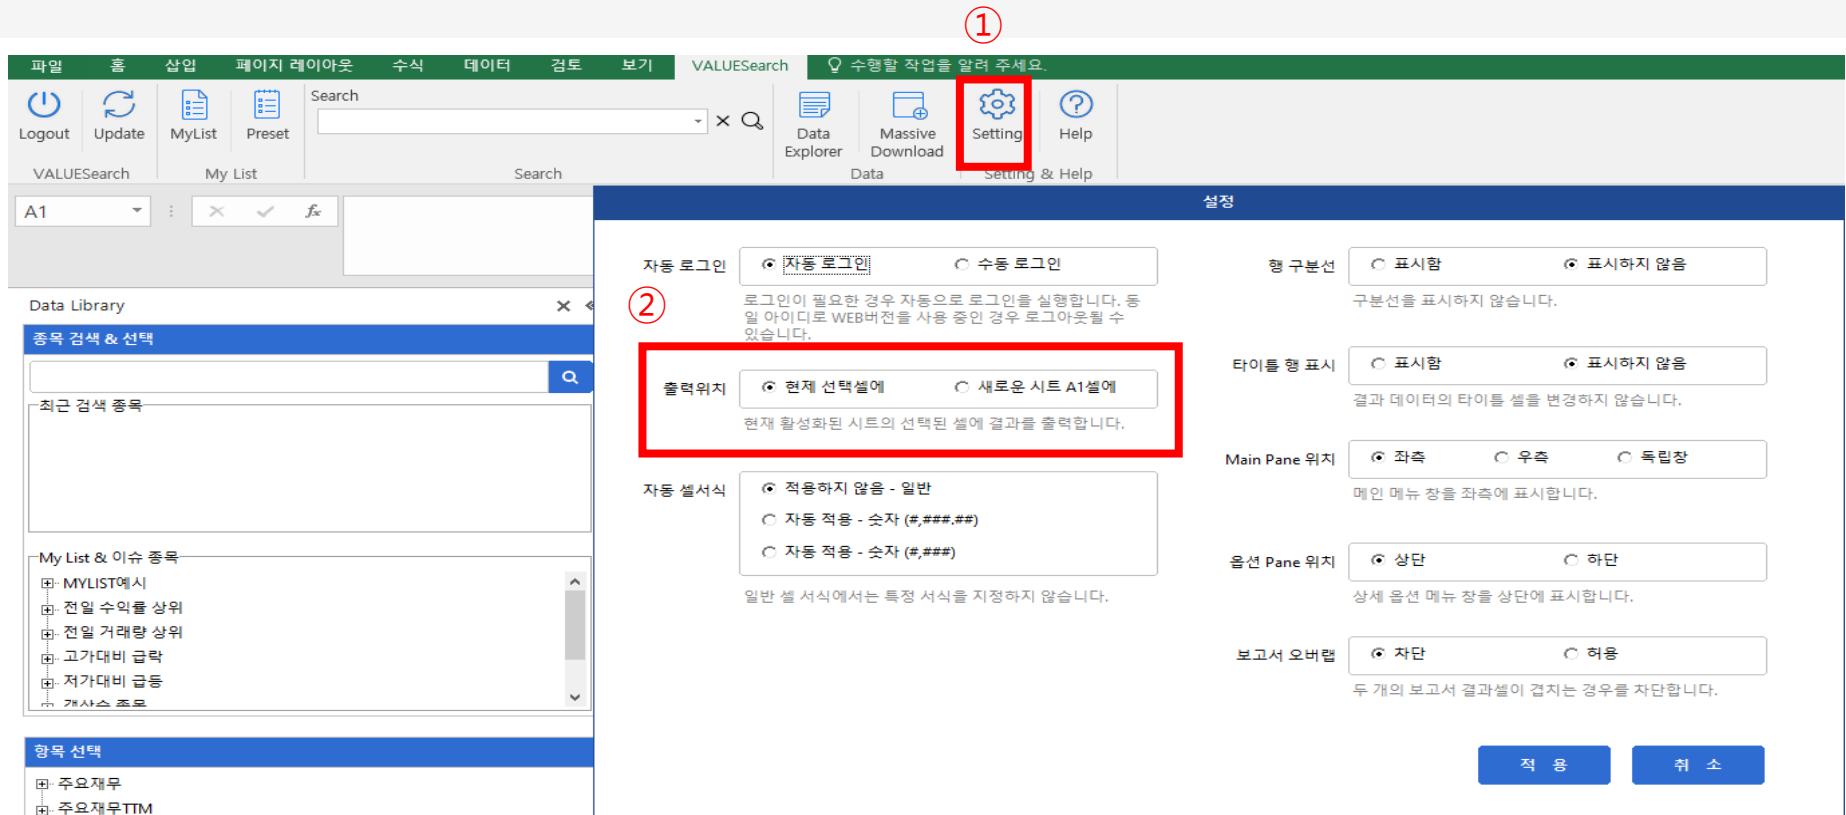 ①
파일 홈 삽입 페이지 레이아웃 수식 데이터 검토 보기 VALUESearch 수행할 작업을 알려 주세요.
Logout Update MyList Preset
Search
Data Explorer
Massive Download
Setting Help
VALUESearch My List Search Data Setting & Help
A1
fx
Data Library
종목 검색 & 선택
최근 검색 종목
My List & 이슈 종목
MYLIST예시
전일 수익률 상위
전일 거래량 상위
고가대비 급락
저가대비 급등
갭상승 종목
항목 선택
주요재무
주요재무TTM
설정
자동 로그인 자동 로그인 수동 로그인
②
로그인이 필요한 경우 자동으로 로그인을 실행합니다. 동
일 아이디로 WEB버전을 사용 중인 경우 로그아웃될 수
있습니다.
출력위치 현제 선택셀에 새로운 시트 A1셀에
현재 활성화된 시트의 선택된 셀에 결과를 출력합니다.
자동 셀서식 적용하지 않음 - 일반
자동 적용 - 숫자 (#,###.##)
자동 적용 - 숫자 (#,###)
일반 셀 서식에서는 특정 서식을 지정하지 않습니다.
행 구분선 표시함 표시하지 않음
구분선을 표시하지 않습니다.
타이틀 행 표시 표시함 표시하지 않음
결과 데이터의 타이틀 셀을 변경하지 않습니다.
Main Pane 위치 좌측 우측 독립창
메인 메뉴 창을 좌측에 표시합니다.
옵션 Pane 위치 상단 하단
상세 옵션 메뉴 창을 상단에 표시합니다.
보고서 오버랩 차단 허용
두 개의 보고서 결과셀이 겹치는 경우를 차단합니다.
적 용 취 소